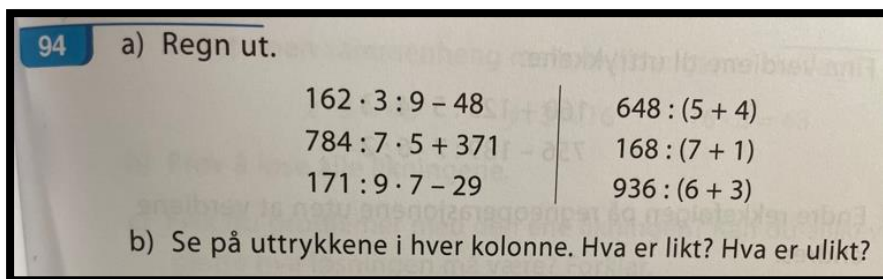 94 a) Regn ut.
162 · 3 : 9 – 48 648 : (5 + 4)
784 : 7 · 5 + 371 168 : (7 + 1)
171 : 9 · 7 – 29 936 : (6 + 3)
b) Se på uttrykkene i hver kolonne. Hva er likt? Hva er ulikt?